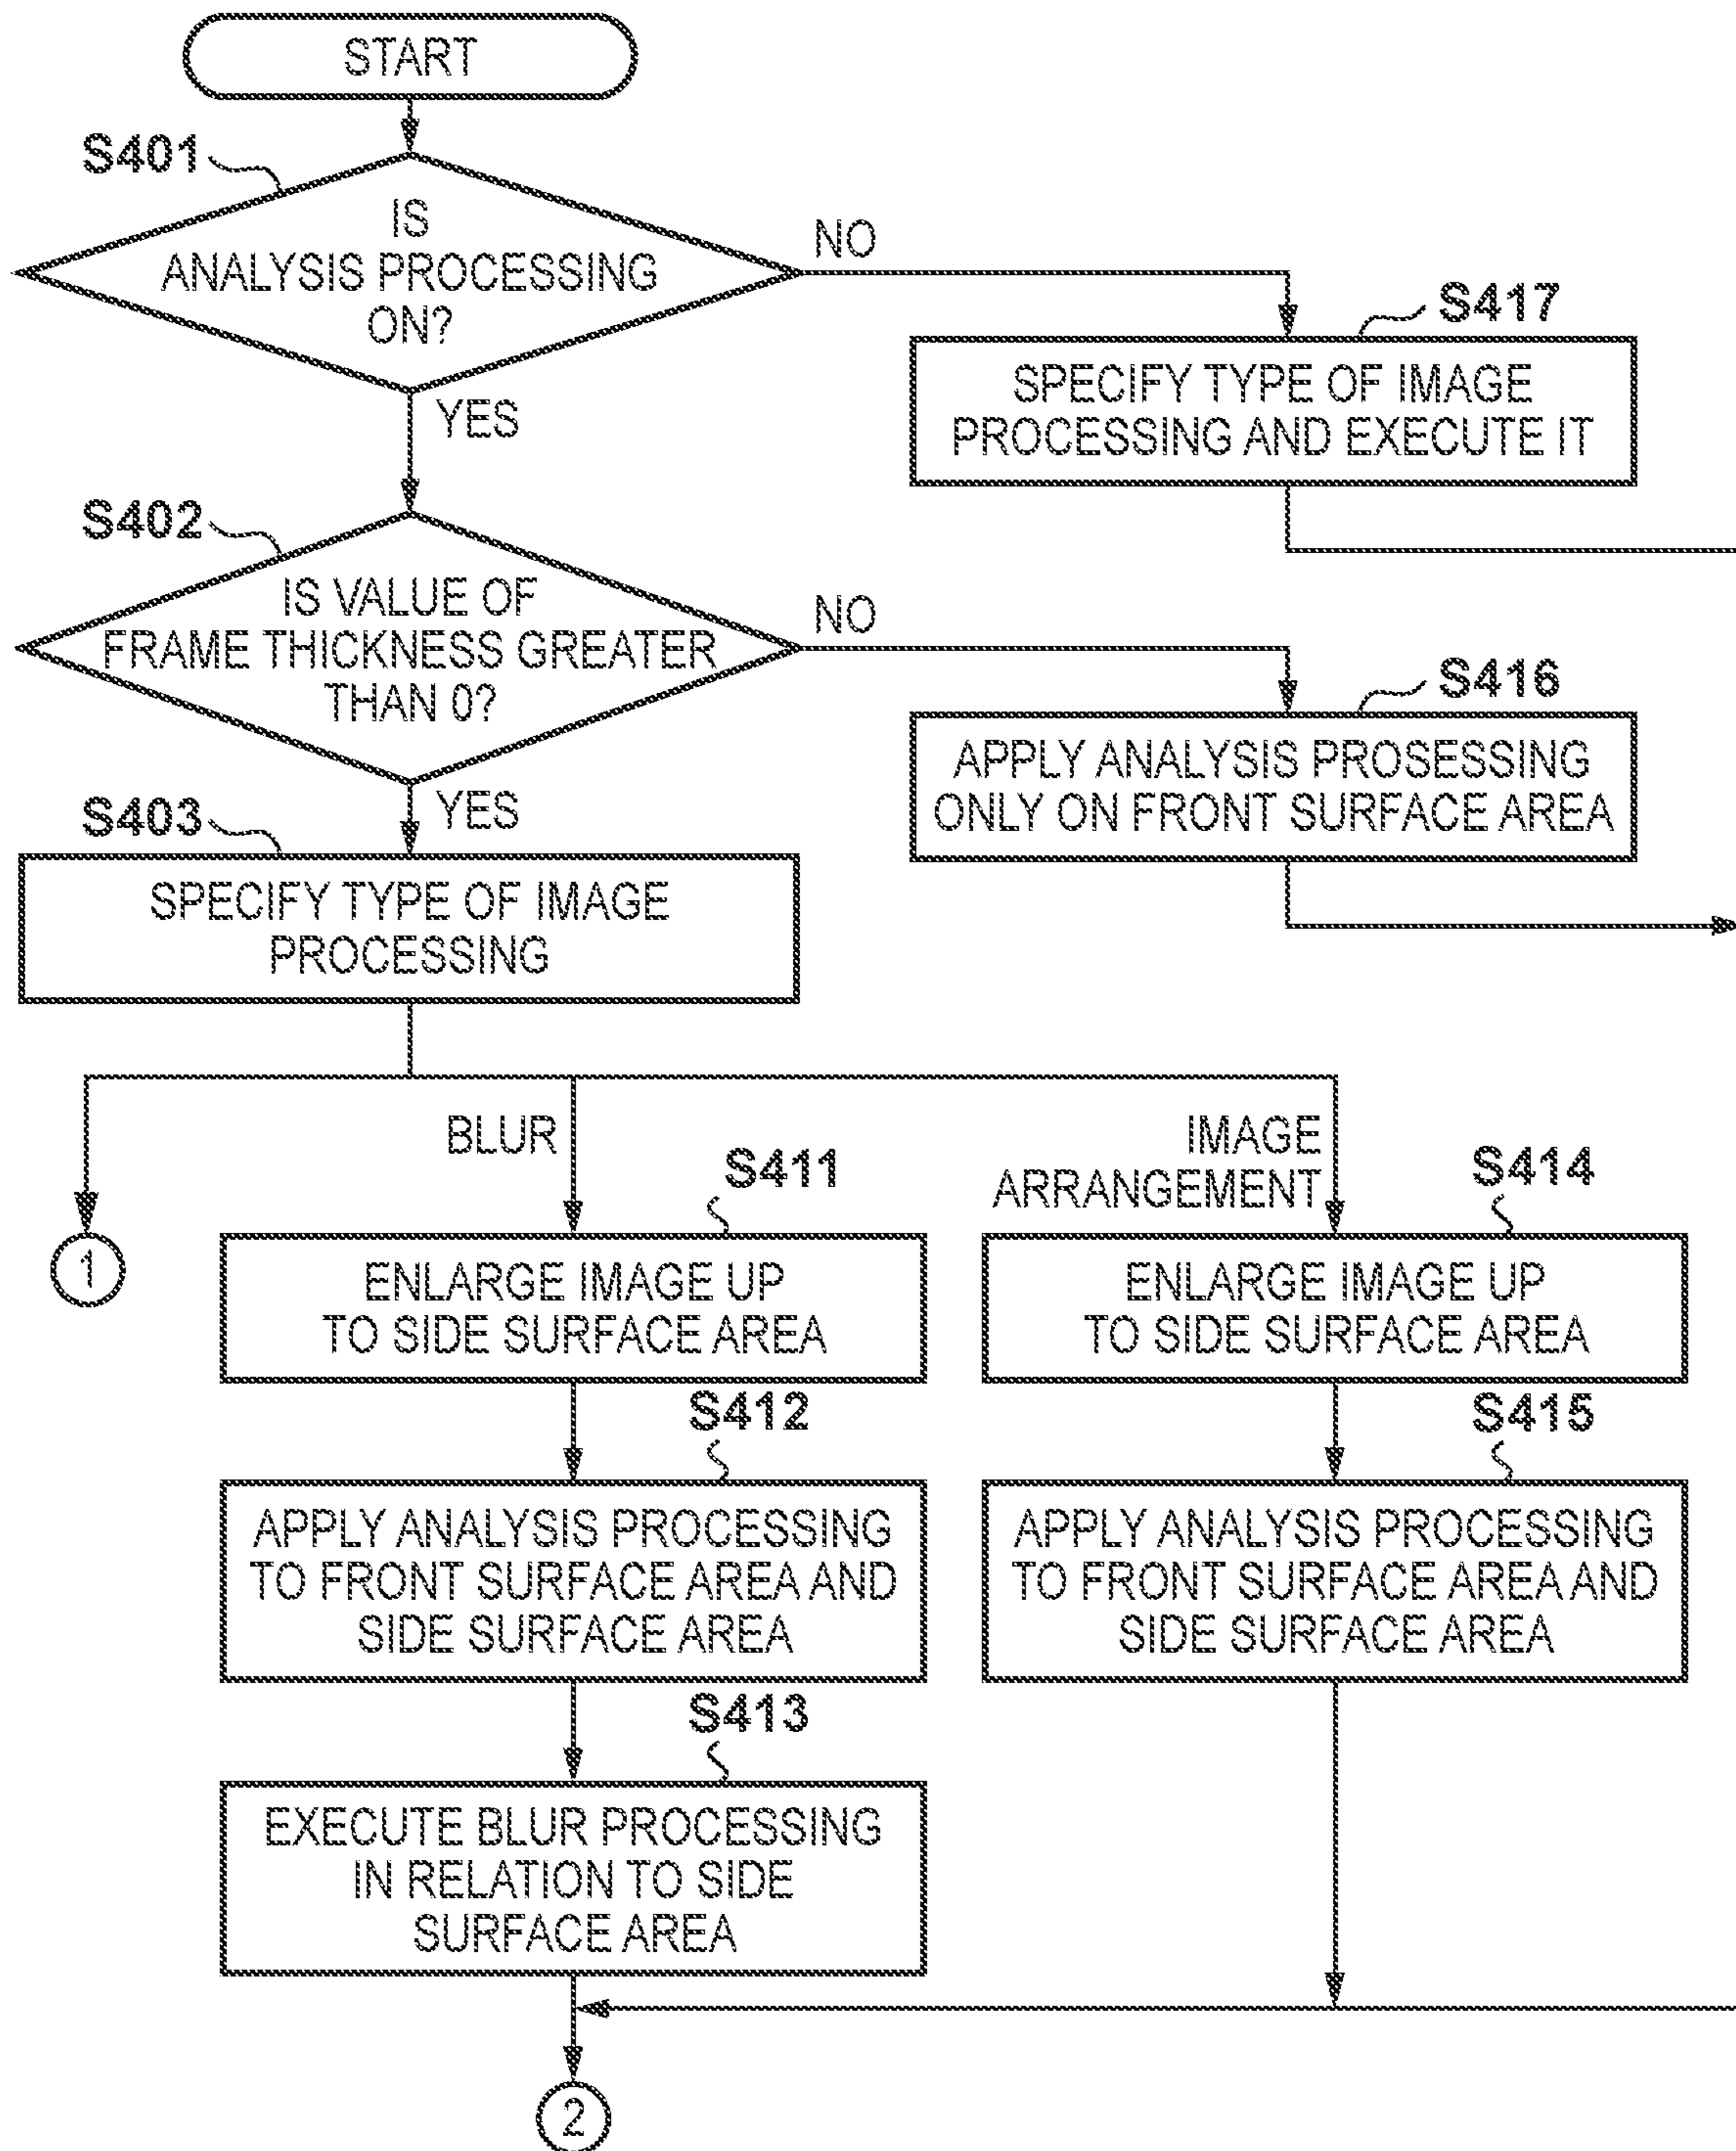 START
S401
IS
ANALYSIS PROCESSING
ON?
NO
YES
S417
SPECIFY TYPE OF IMAGE
PROCESSING AND EXECUTE IT
S402
IS VALUE OF
FRAME THICKNESS GREATER
THAN 0?
NO
YES
S416
APPLY ANALYSIS PROSESSING
ONLY ON FRONT SURFACE AREA
S403
SPECIFY TYPE OF IMAGE
PROCESSING
1
BLUR
S411
ENLARGE IMAGE UP
TO SIDE SURFACE AREA
S412
APPLY ANALYSIS PROCESSING
TO FRONT SURFACE AREA AND
SIDE SURFACE AREA
S413
EXECUTE BLUR PROCESSING
IN RELATION TO SIDE
SURFACE AREA
IMAGE
ARRANGEMENT
S414
ENLARGE IMAGE UP
TO SIDE SURFACE AREA
S415
APPLY ANALYSIS PROCESSING
TO FRONT SURFACE AREA AND
SIDE SURFACE AREA
2